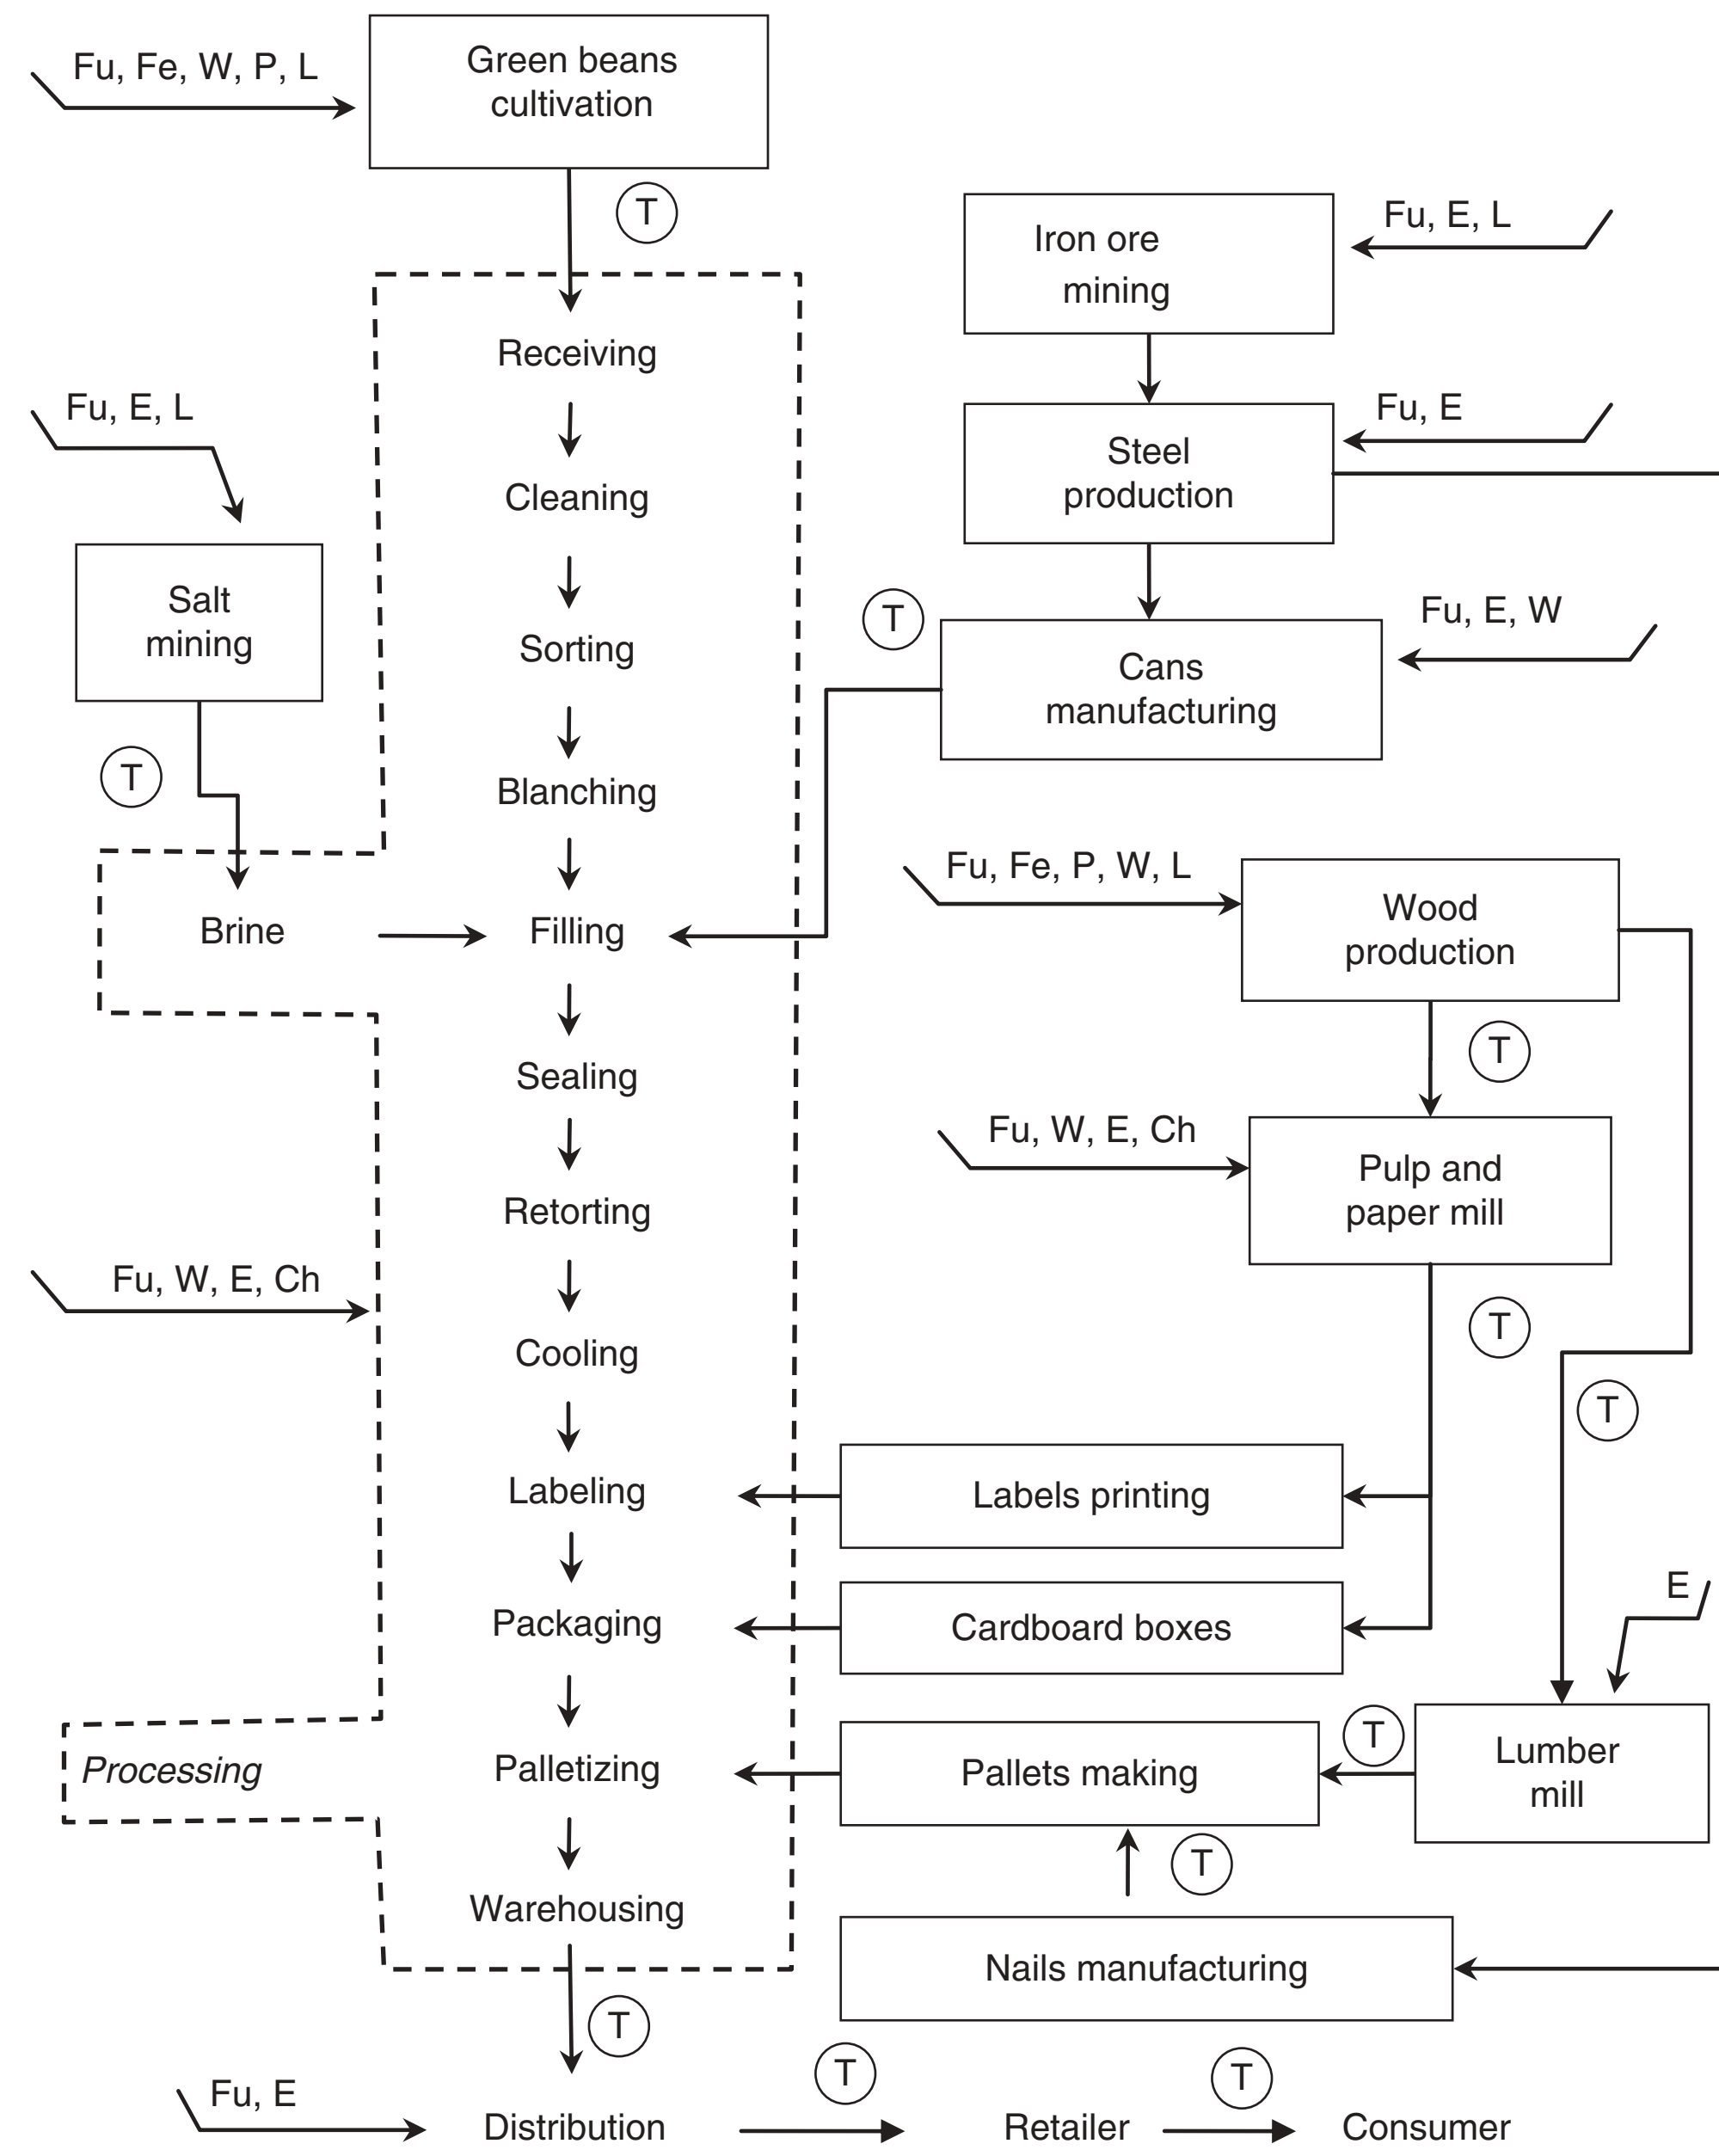 Fu, Fe, W, P, L
Green beans
cultivation
T
Iron ore
mining
Fu, E, L
Receiving
Fu, E, L
Fu, E
Steel
production
Cleaning
Salt
mining
Sorting
T
Fu, E, W
Cans
manufacturing
T
Blanching
Fu, Fe, P, W, L
Wood
production
Brine
Filling
T
Sealing
Fu, W, E, Ch
Pulp and
paper mill
Retorting
Fu, W, E, Ch
T
Cooling
T
Labeling
Labels printing
E
Packaging
Cardboard boxes
Processing
Palletizing
Pallets making
T
Lumber
mill
T
Warehousing
Nails manufacturing
T
T
T
Fu, E
Distribution
Retailer
Consumer